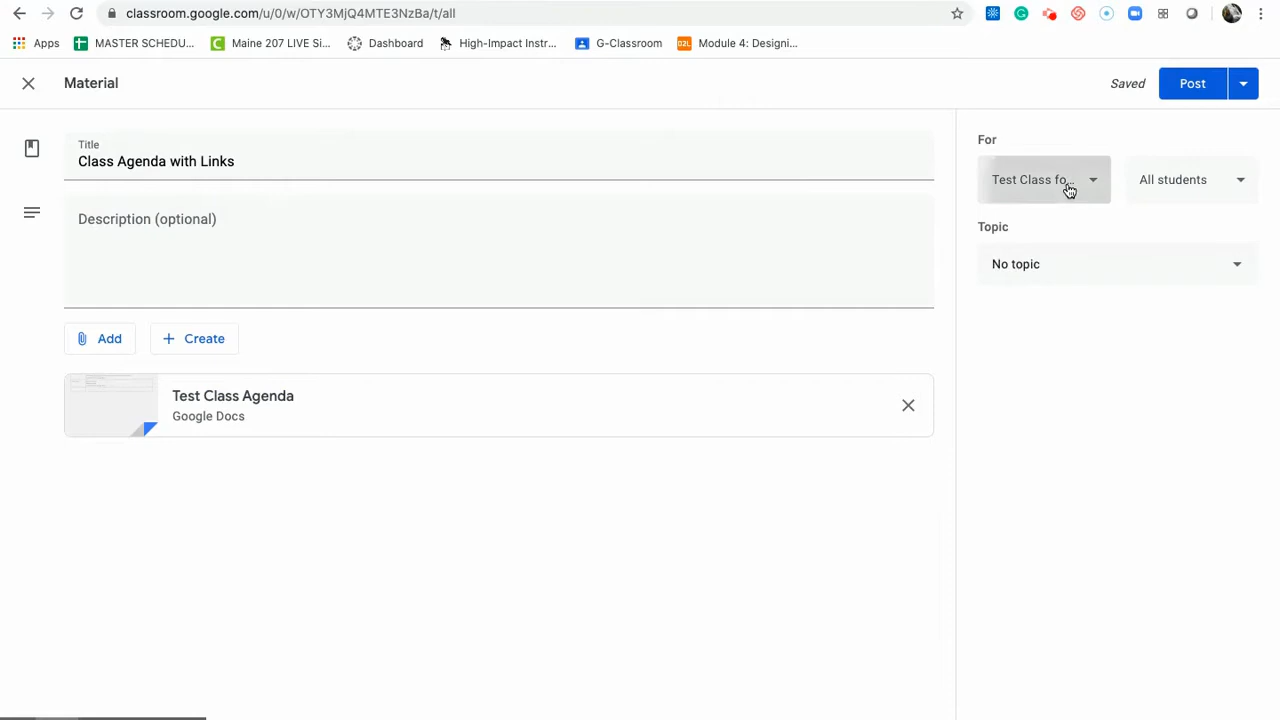 classroom.google.com/u/0/w/OTY3MjQ4MTE3NzBa/t/all
Apps
MASTER SCHEDU...
Maine 207 LIVE Si...
Dashboard
High-Impact Instr...
G-Classroom
D2L
Module 4: Designi...
Material
Saved
Post
Title
Class Agenda with Links
Description (optional)
Add
Create
Test Class Agenda
Google Docs
For
Test Class fo...
All students
Topic
No topic